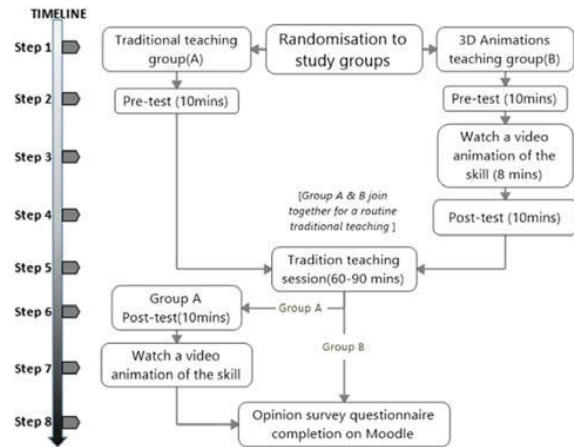 TIMELINE
Step 1
Traditional teaching
group(A)
Randomisation to
study groups
3D Animations
teaching group(B)
Step 2
Pre-test (10mins)
Pre-test (10mins)
Step 3
Watch a video
animation of the
skill (8 mins)
Step 4
[Group A & B join
together for a routine
traditional teaching ]
Post-test (10mins)
Step 5
Tradition teaching
session(60-90 mins)
Step 6
Group A
Post-test(10mins)
Group A
Group B
Step 7
Watch a video
animation of the skill
Step 8
Opinion survey questionnaire
completion on Moodle